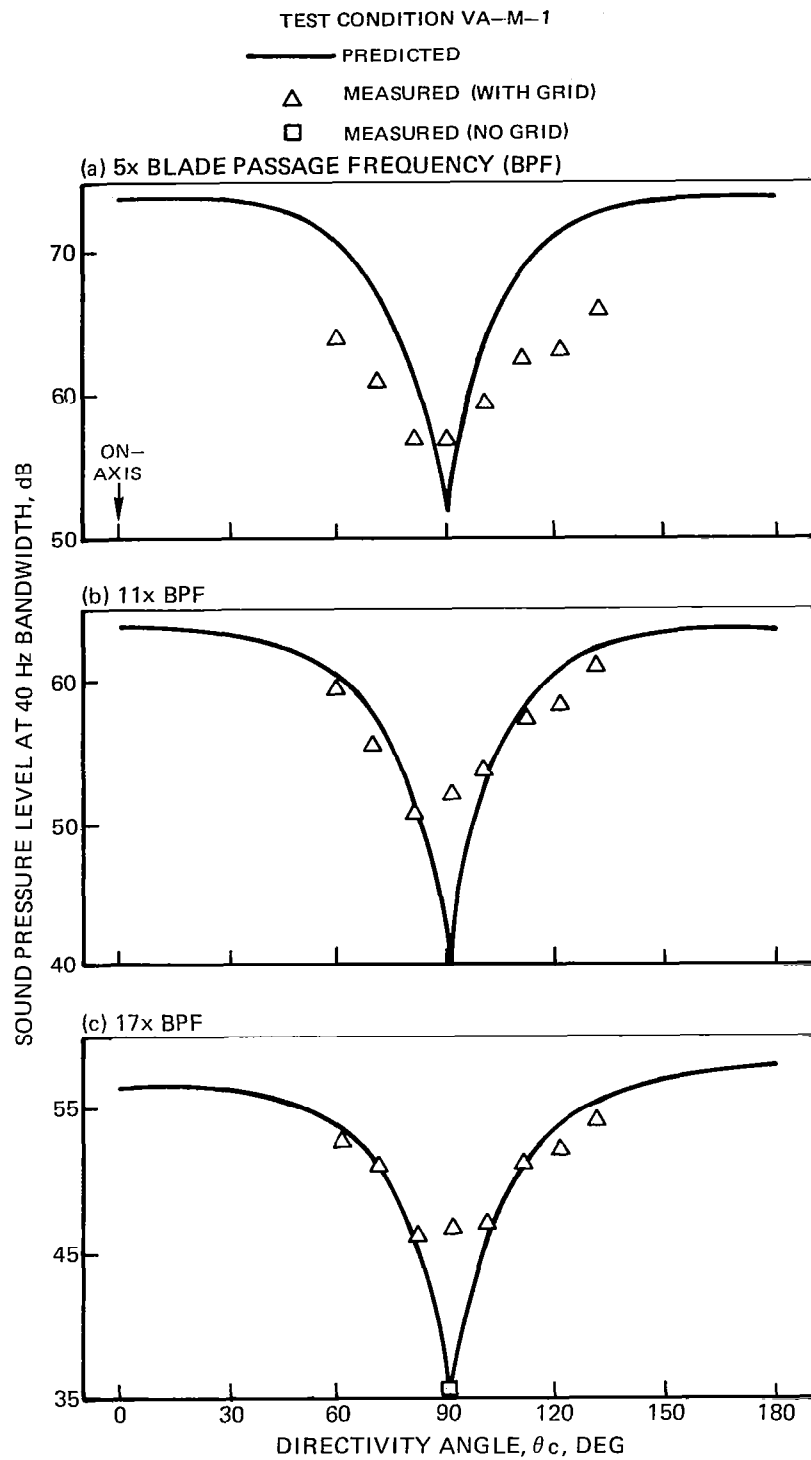 TEST CONDITION VA-M-1
PREDICTED
MEASURED (WITH GRID)
MEASURED (NO GRID)
(a) 5x BLADE PASSAGE FREQUENCY (BPF)
70
60
50
ON-
AXIS
(b) 11x BPF
60
50
40
(c) 17x BPF
55
45
35
0 30 60 90 120 150 180
SOUND PRESSURE LEVEL AT 40 Hz BANDWIDTH, dB
DIRECTIVITY ANGLE, θc, DEG